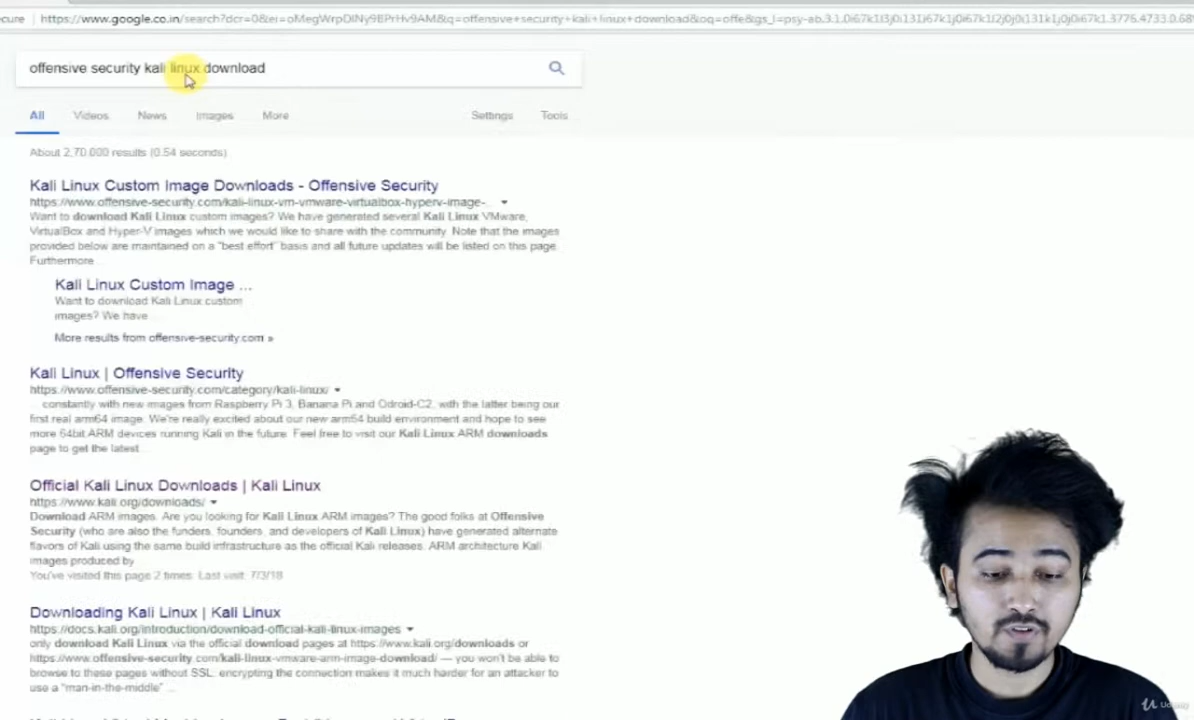 https://www.google.co.in/search?dcr=0&
offensive security kali linux download
All Videos News Images More Settings Tools
About 2,70,000 results (0.54 seconds)
Kali Linux Custom Image Downloads - Offensive Security
https://www.offensive-security.com/kali-linux-vm-vmware-virtualbox-hyperv-image-...
Want to download Kali Linux custom images? We have generated several Kali Linux VMware,
VirtualBox and Hyper-V images which we would like to share with the community. Note that the images
provided below are maintained on a "best effort" basis and all future updates will be listed on this page.
Furthermore
Kali Linux Custom Image ...
Want to download Kali Linux custom
images? We have
More results from offensive-security.com »
Kali Linux | Offensive Security
https://www.offensive-security.com/category/kali-linux/
constantly with new images from Raspberry Pi 3, Banana Pi and Odroid-C2, with the latter being our
first real arm64 image. We're really excited about our new arm64 build environment and hope to see
more 64bit ARM devices running Kali in the future. Feel free to visit our Kali Linux ARM downloads
page to get the latest
Official Kali Linux Downloads | Kali Linux
https://www.kali.org/downloads/
Download ARM images. Are you looking for Kali Linux ARM images? The good folks at Offensive
Security (who are also the funders, founders, and developers of Kali Linux) have generated alternate
flavors of Kali using the same build infrastructure as the official Kali releases. ARM architecture Kali
images produced by
You've visited this page 2 times. Last visit: 7/3/18
Downloading Kali Linux | Kali Linux
https://docs.kali.org/introduction/download-official-kali-linux-images
only download Kali Linux via the official download pages at https://www.kali.org/downloads or
https://www.offensive-security.com/kali-linux-vmware-arm-image-download/ — you won't be able to
browse to these pages without SSL: encrypting the connection makes it much harder for an attacker to
use a "man-in-the-middle" ...
Udemy